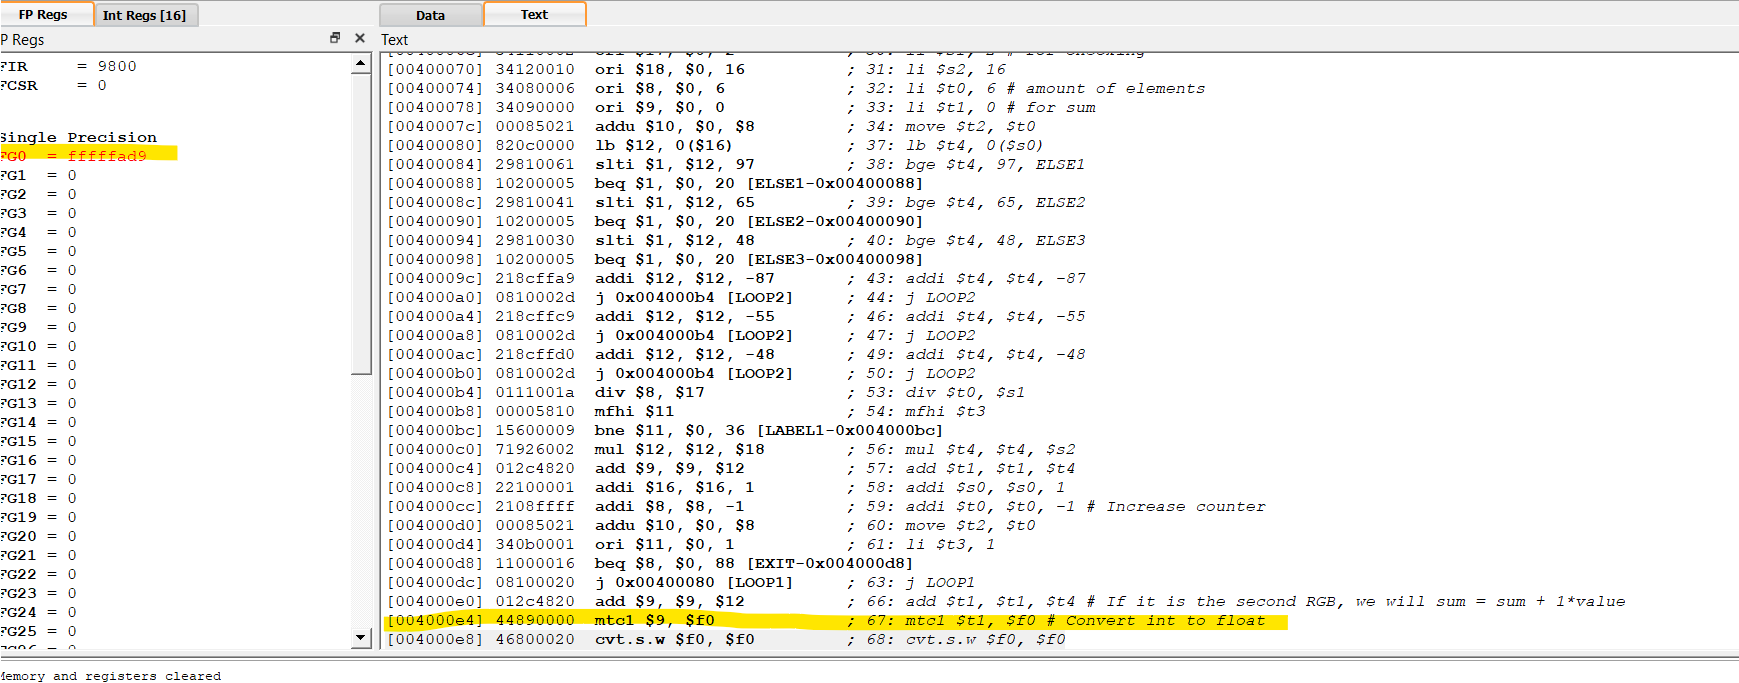 FP Regs
Int Regs [16]
Data
Text
P Regs
Text
FIR = 9800
FCSR = 0
Single Precision
FG0 = fffffad9
FG1 = 0
FG2 = 0
FG3 = 0
FG4 = 0
FG5 = 0
FG6 = 0
FG7 = 0
FG8 = 0
FG9 = 0
FG10 = 0
FG11 = 0
FG12 = 0
FG13 = 0
FG14 = 0
FG15 = 0
FG16 = 0
FG17 = 0
FG18 = 0
FG19 = 0
FG20 = 0
FG21 = 0
FG22 = 0
FG23 = 0
FG24 = 0
FG25 = 0
[00400070] 34120010 ori $18, $0, 16 ; 31: li $s2, 16
[00400074] 34080006 ori $8, $0, 6 ; 32: li $t0, 6 # amount of elements
[00400078] 34090000 ori $9, $0, 0 ; 33: li $t1, 0 # for sum
[0040007c] 00085021 addu $10, $0, $8 ; 34: move $t2, $t0
[00400080] 820c0000 lb $12, 0($16) ; 37: lb $t4, 0($s0)
[00400084] 29810061 slti $1, $12, 97 ; 38: bge $t4, 97, ELSE1
[00400088] 10200005 beq $1, $0, 20 [ELSE1-0x00400088]
[0040008c] 29810041 slti $1, $12, 65 ; 39: bge $t4, 65, ELSE2
[00400090] 10200005 beq $1, $0, 20 [ELSE2-0x00400090]
[00400094] 29810030 slti $1, $12, 48 ; 40: bge $t4, 48, ELSE3
[00400098] 10200005 beq $1, $0, 20 [ELSE3-0x00400098]
[0040009c] 218cffa9 addi $12, $12, -87 ; 43: addi $t4, $t4, -87
[004000a0] 0810002d j 0x004000b4 [LOOP2] ; 44: j LOOP2
[004000a4] 218cffc9 addi $12, $12, -55 ; 46: addi $t4, $t4, -55
[004000a8] 0810002d j 0x004000b4 [LOOP2] ; 47: j LOOP2
[004000ac] 218cffd0 addi $12, $12, -48 ; 49: addi $t4, $t4, -48
[004000b0] 0810002d j 0x004000b4 [LOOP2] ; 50: j LOOP2
[004000b4] 0111001a div $8, $17 ; 53: div $t0, $s1
[004000b8] 00005810 mfhi $11 ; 54: mfhi $t3
[004000bc] 15600009 bne $11, $0, 36 [LABEL1-0x004000bc]
[004000c0] 71926002 mul $12, $12, $18 ; 56: mul $t4, $t4, $s2
[004000c4] 012c4820 add $9, $9, $12 ; 57: add $t1, $t1, $t4
[004000c8] 22100001 addi $16, $16, 1 ; 58: addi $s0, $s0, 1
[004000cc] 2108ffff addi $8, $8, -1 ; 59: addi $t0, $t0, -1 # Increase counter
[004000d0] 00085021 addu $10, $0, $8 ; 60: move $t2, $t0
[004000d4] 340b0001 ori $11, $0, 1 ; 61: li $t3, 1
[004000d8] 11000016 beq $8, $0, 88 [EXIT-0x004000d8]
[004000dc] 08100020 j 0x00400080 [LOOP1] ; 63: j LOOP1
[004000e0] 012c4820 add $9, $9, $12 ; 66: add $t1, $t1, $t4 # If it is the second RGB, we will sum = sum + 1*value
[004000e4] 44890000 mtc1 $9, $f0 ; 67: mtc1 $t1, $f0 # Convert int to float
[004000e8] 46800020 cvt.s.w $f0, $f0 ; 68: cvt.s.w $f0, $f0
Memory and registers cleared